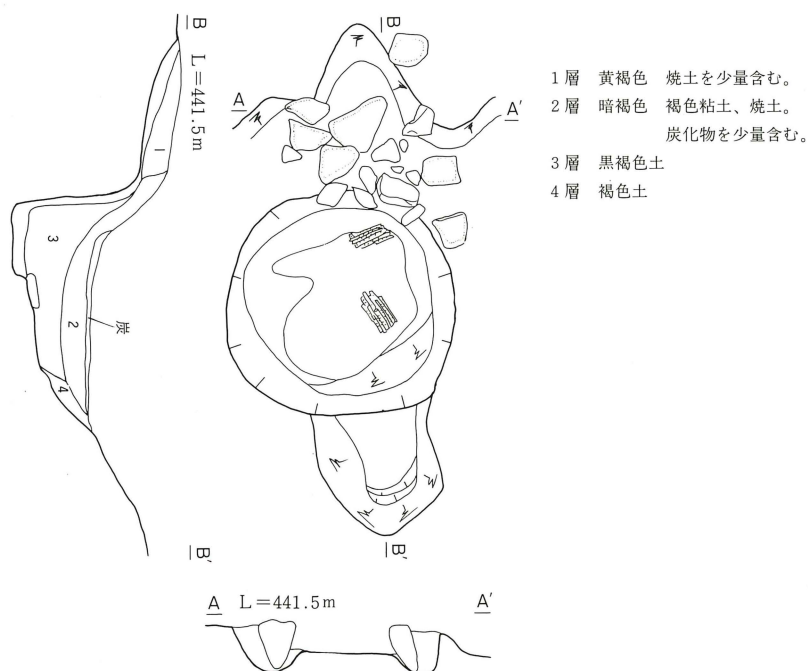 B
L＝441.5m
1
3
2
炭
4
B′
B
A
A′
B′
1層　黄褐色　焼土を少量含む。
2層　暗褐色　褐色粘土、焼土。
炭化物を少量含む。
3層　黒褐色土
4層　褐色土
A　L＝441.5m　A′